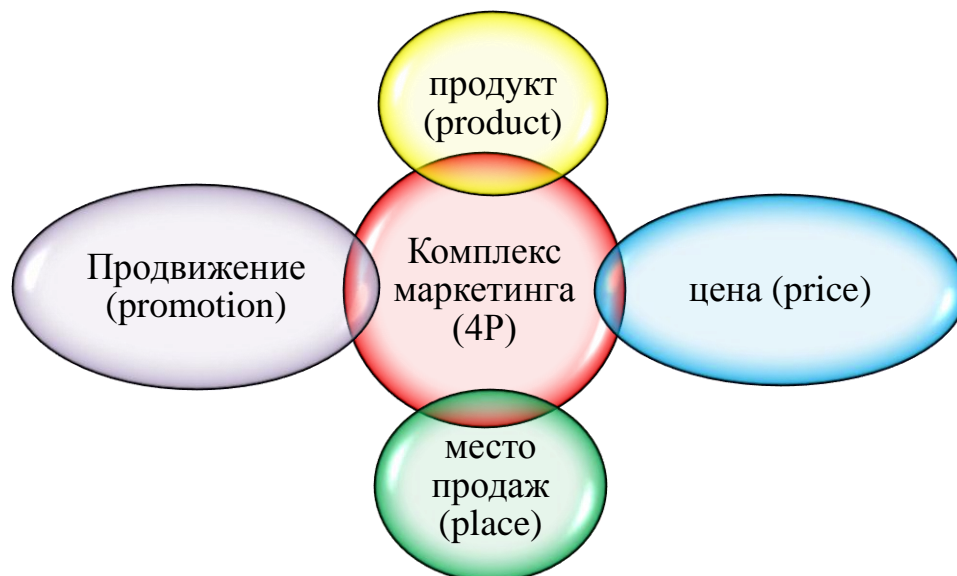 продукт
(product)
Продвижение
(promotion)
Комплекс
маркетинга
(4P)
цена (price)
место
продаж
(place)